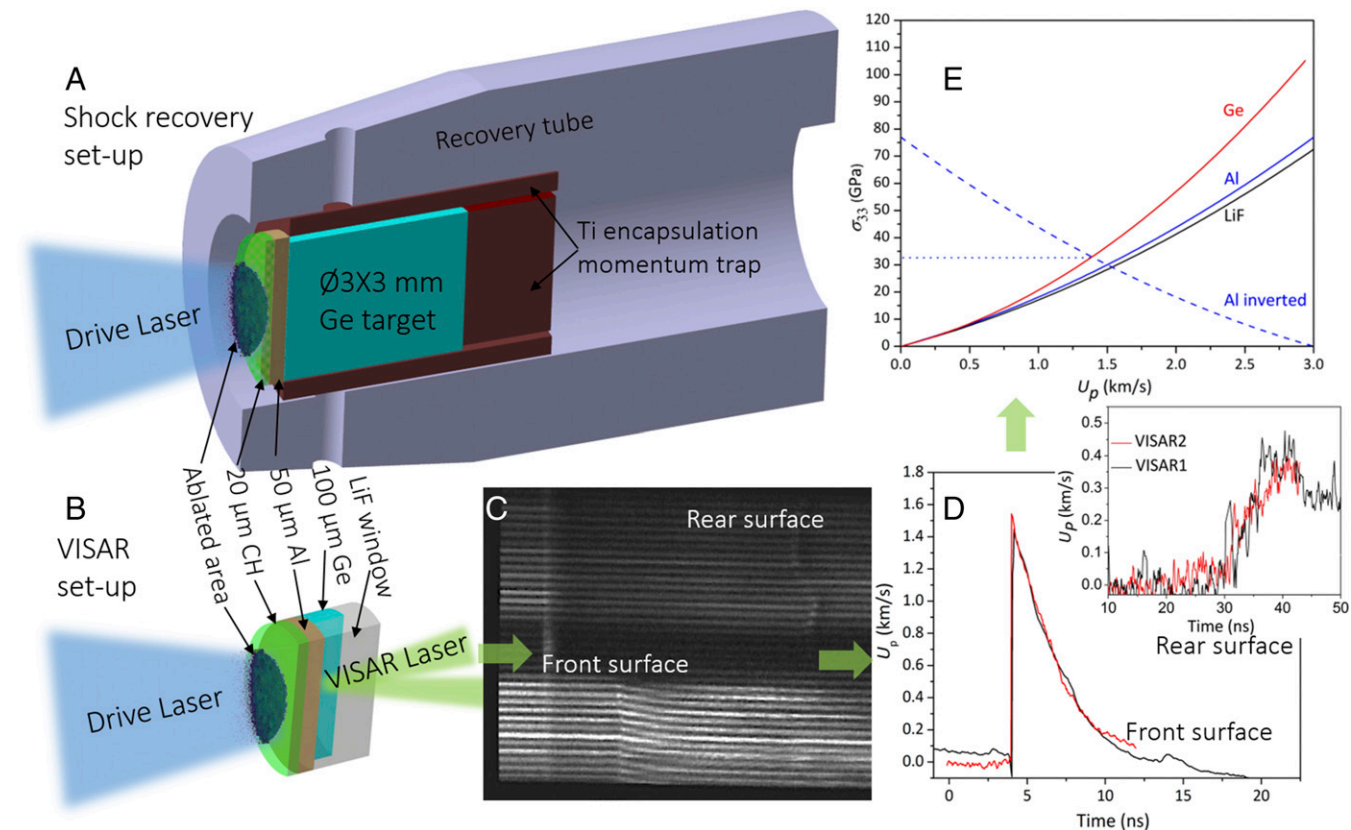 A
Shock recovery
set-up
Recovery tube
Ti encapsulation
momentum trap
Ø3X3 mm
Ge target
Drive Laser
Ablated area
20 µm CH
50 µm Al
100 µm Ge
LiF window
B
VISAR
set-up
Drive Laser
VISAR Laser
C
Rear surface
Front surface
E
120
110
100
90
80
70
60
50
40
30
20
10
0
σ33 (GPa)
Ge
Al
LiF
Al inverted
0.0 0.5 1.0 1.5 2.0 2.5 3.0
Up (km/s)
D
1.8
1.6
1.4
1.2
1.0
0.8
0.6
0.4
0.2
0.0
Up (km/s)
Front surface
0 5 10 15 20
Time (ns)
0.5
0.4
0.3
0.2
0.1
0.0
Up (km/s)
VISAR2
VISAR1
10 20 30 40 50
Time (ns)
Rear surface